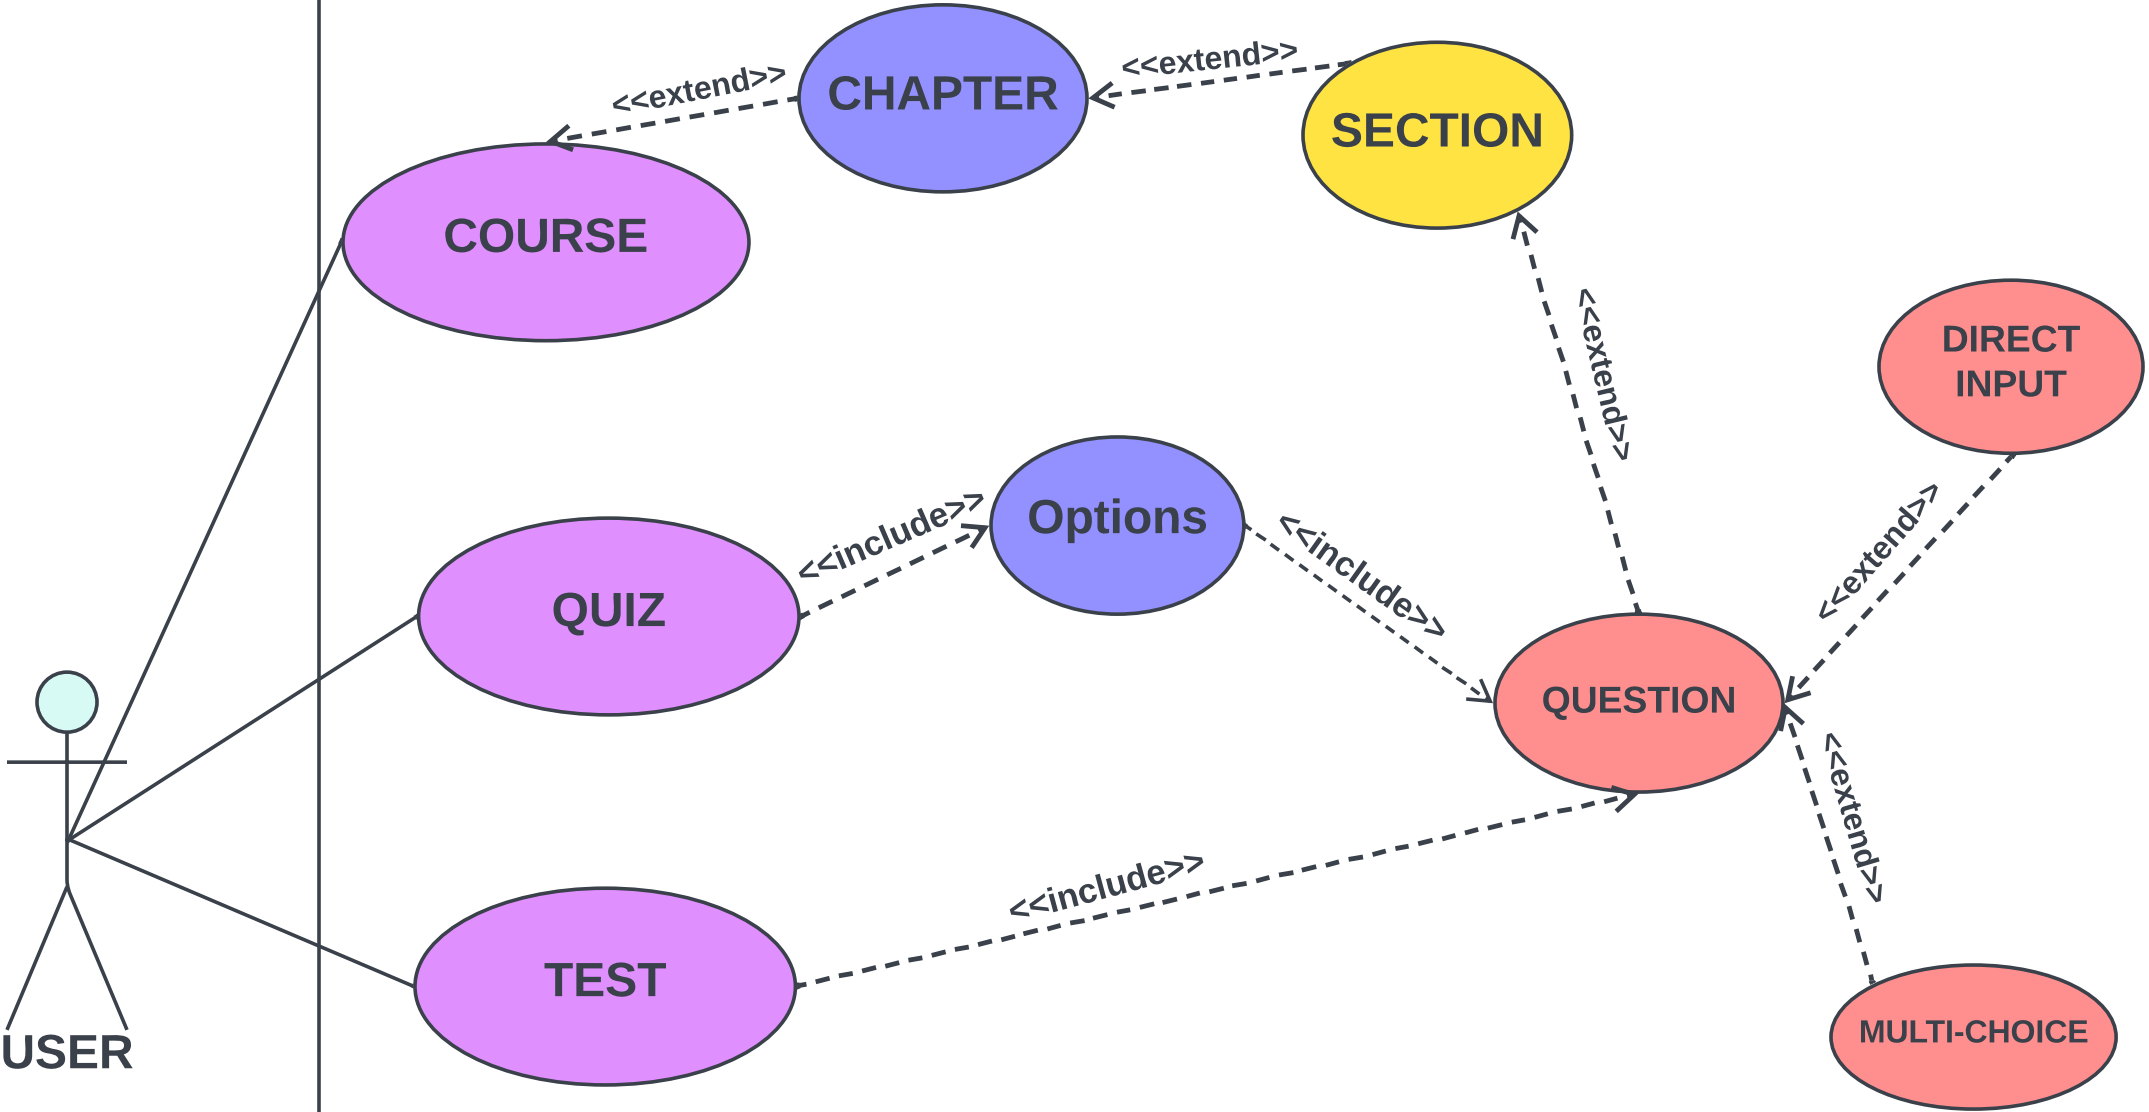 <<extend>>
CHAPTER
<<extend>>
SECTION
COURSE
<<extend>>
DIRECT
INPUT
<<include>>
Options
<<include>>
<<extend>>
QUIZ
QUESTION
<<extend>>
<<include>>
TEST
MULTI-CHOICE
USER